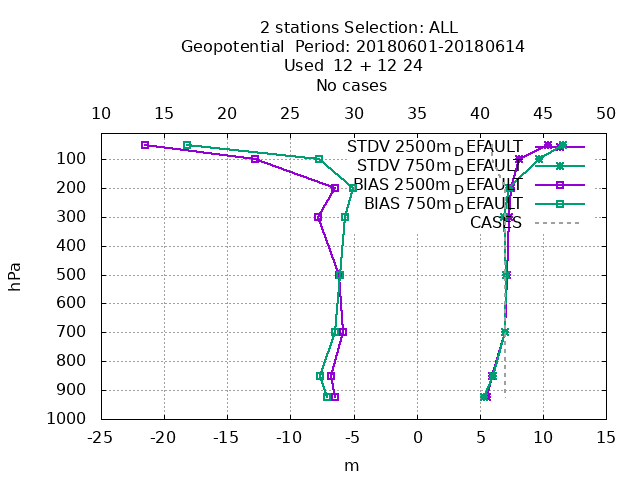 2 stations Selection: ALL
Geopotential  Period: 20180601-20180614
Used  12 + 12 24
No cases
10 15 20 25 30 35 40 45 50
STDV 2500m_DEFAULT
STDV 750m_DEFAULT
BIAS 2500m_DEFAULT
BIAS 750m_DEFAULT
CASES
hPa
100
200
300
400
500
600
700
800
900
1000
-25 -20 -15 -10 -5 0 5 10 15
m